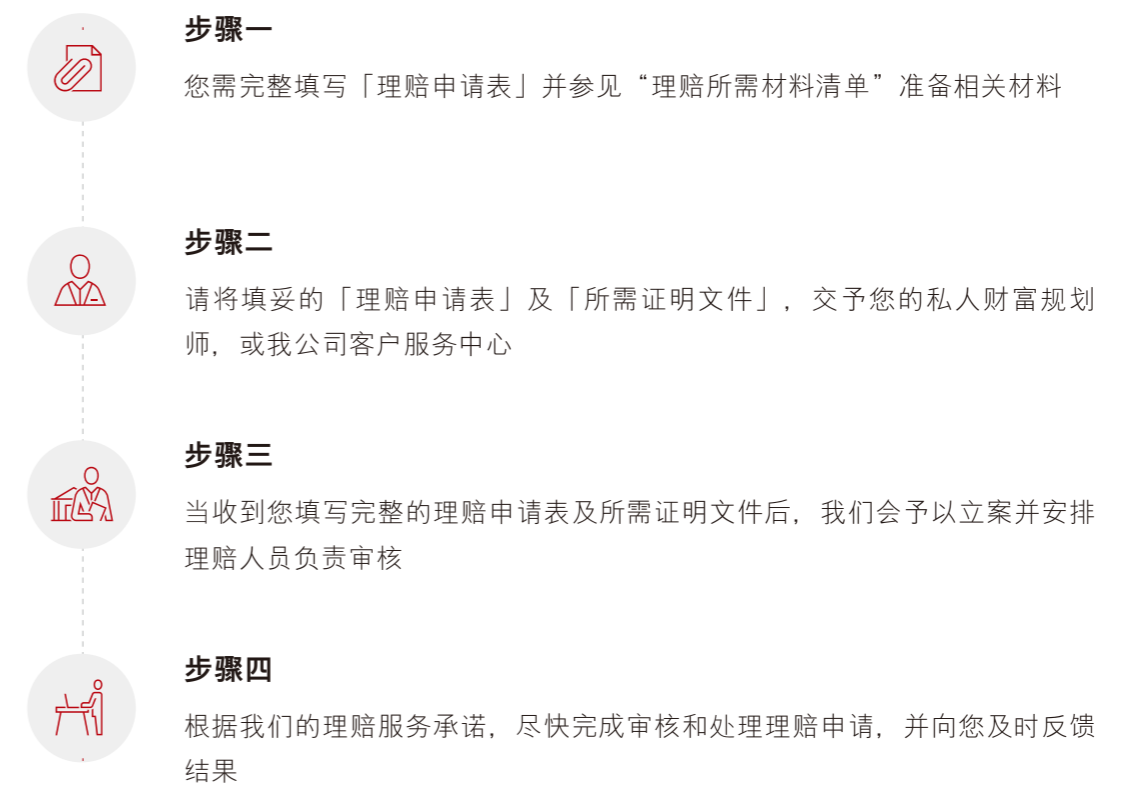 步骤一
您需完整填写「理赔申请表」并参见“理赔所需材料清单”准备相关材料
步骤二
请将填妥的「理赔申请表」及「所需证明文件」，交予您的私人财富规划
师，或我公司客户服务中心
步骤三
当收到您填写完整的理赔申请表及所需证明文件后，我们会予以立案并安排
理赔人员负责审核
步骤四
根据我们的理赔服务承诺，尽快完成审核和处理理赔申请，并向您及时反馈
结果